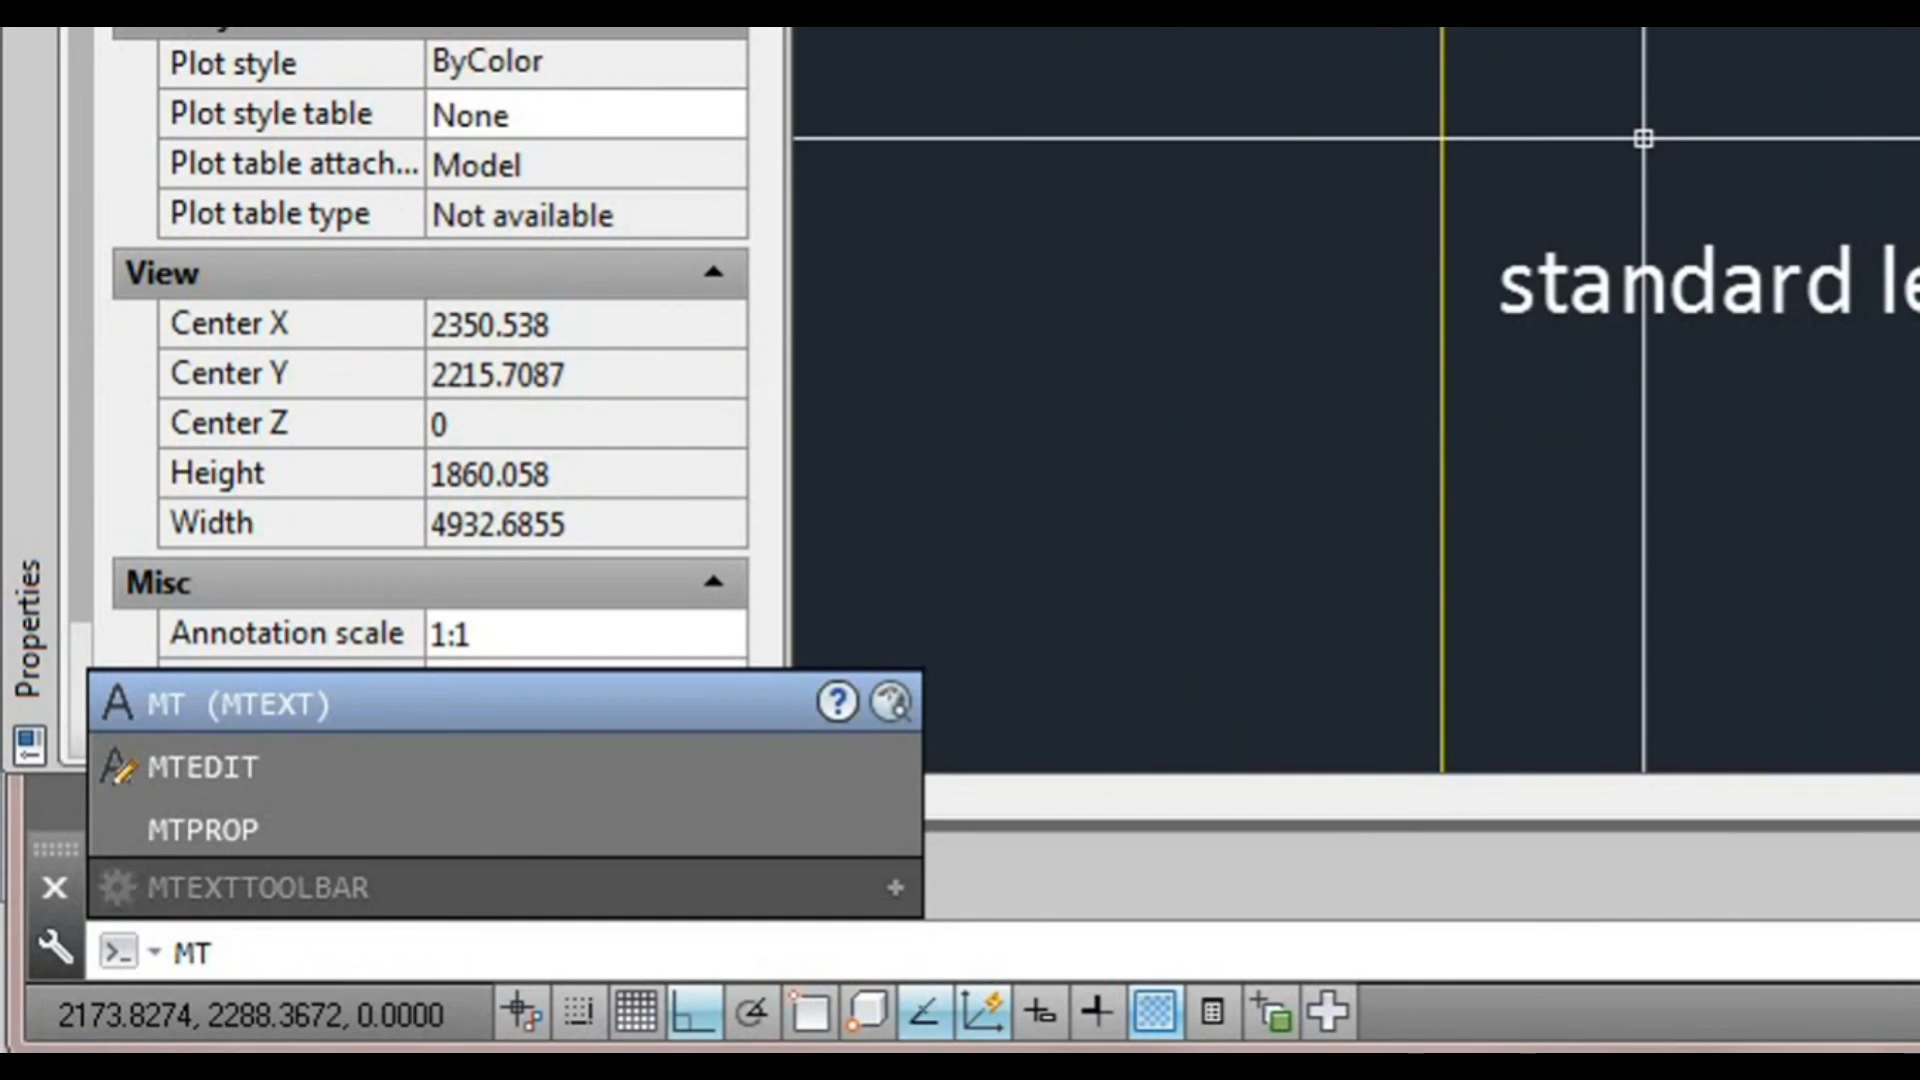 Plot style ByColor
Plot style table None
Plot table attach... Model
Plot table type Not available
View
Center X 2350.538
Center Y 2215.7087
Center Z 0
Height 1860.058
Width 4932.6855
Misc
Annotation scale 1:1
Properties
standard le
MT (MTEXT)
MTEDIT
MTPROP
MTEXTTOOLBAR
MT
2173.8274, 2288.3672, 0.0000